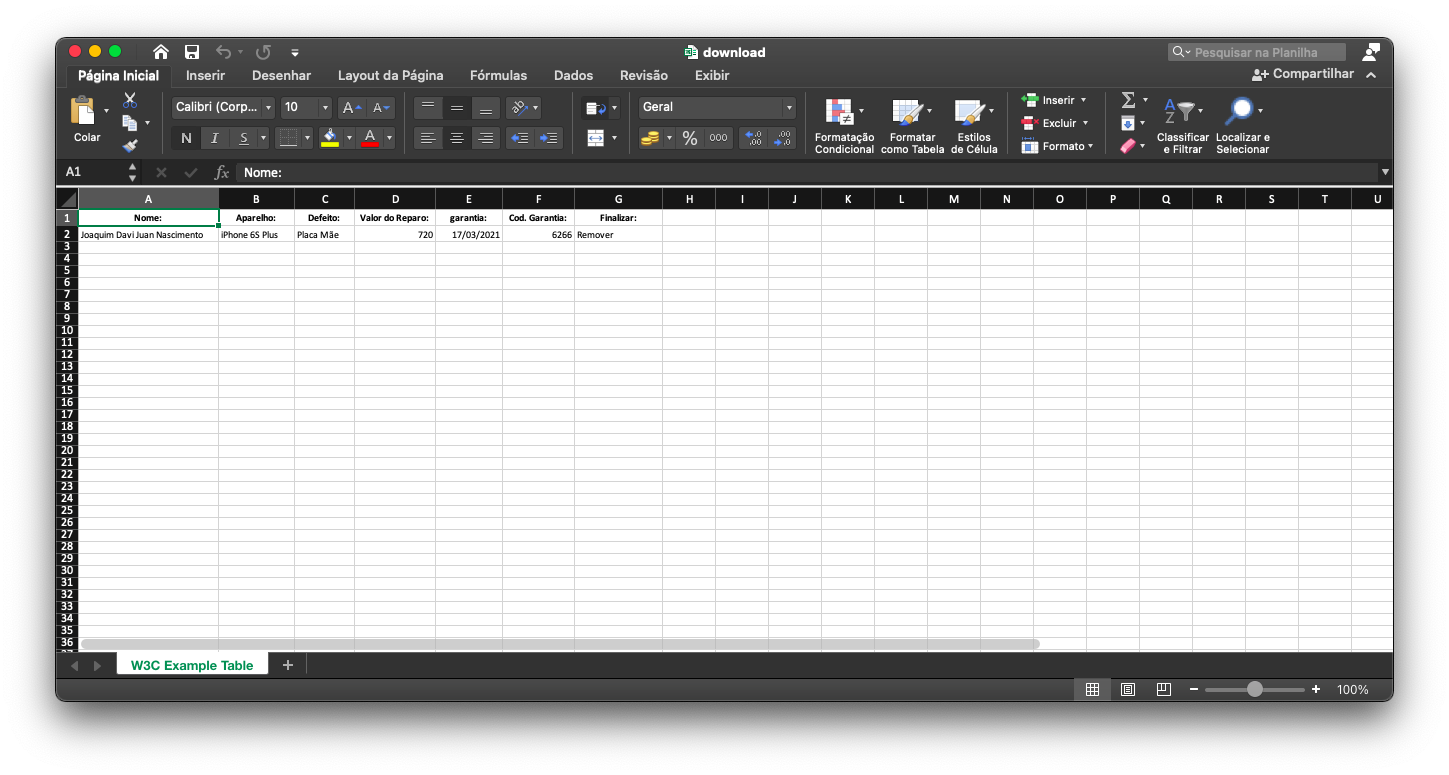 download
Pesquisar na Planilha
Página Inicial Inserir Desenhar Layout da Página Fórmulas Dados Revisão Exibir Compartilhar
Colar
Calibri (Corp... 10 A A
N I S A
Geral
% 000 ,0 ,00 ,00 ,0
Formatação Condicional
Formatar como Tabela
Estilos de Célula
Inserir
Excluir
Formato
Σ
A Z
Classificar e Filtrar
Localizar e Selecionar
A1 fx Nome:
A B C D E F G H I J K L M N O P Q R S T U
1 Nome: Aparelho: Defeito: Valor do Reparo: garantia: Cod. Garantia: Finalizar:
2 Joaquim Davi Juan Nascimento iPhone 6S Plus Placa Mãe 720 17/03/2021 6266 Remover
3
4
5
6
7
8
9
10
11
12
13
14
15
16
17
18
19
20
21
22
23
24
25
26
27
28
29
30
31
32
33
34
35
36
W3C Example Table +
100%